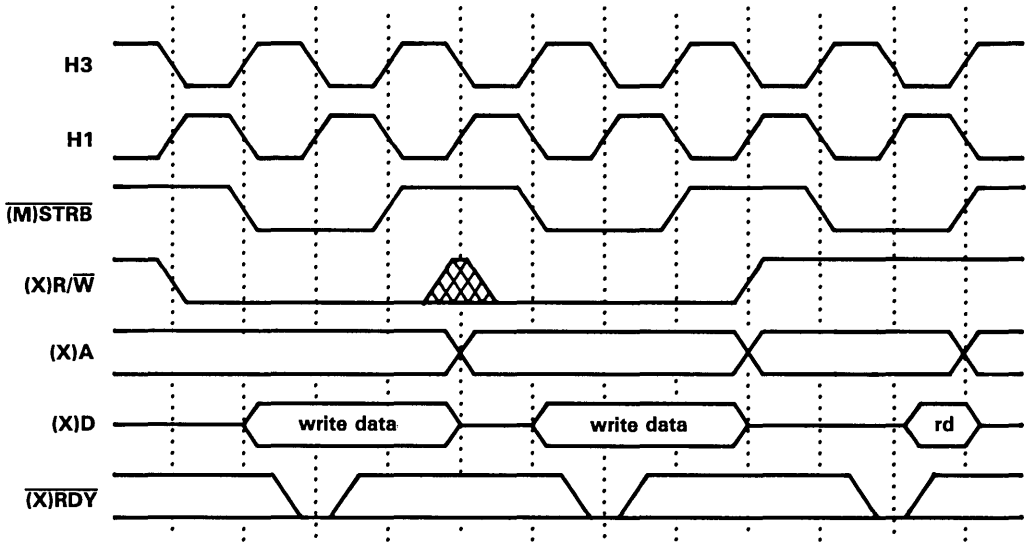 H3
H1
(M)STRB
(X)R/W
(X)A
(X)D
write data
write data
rd
(X)RDY